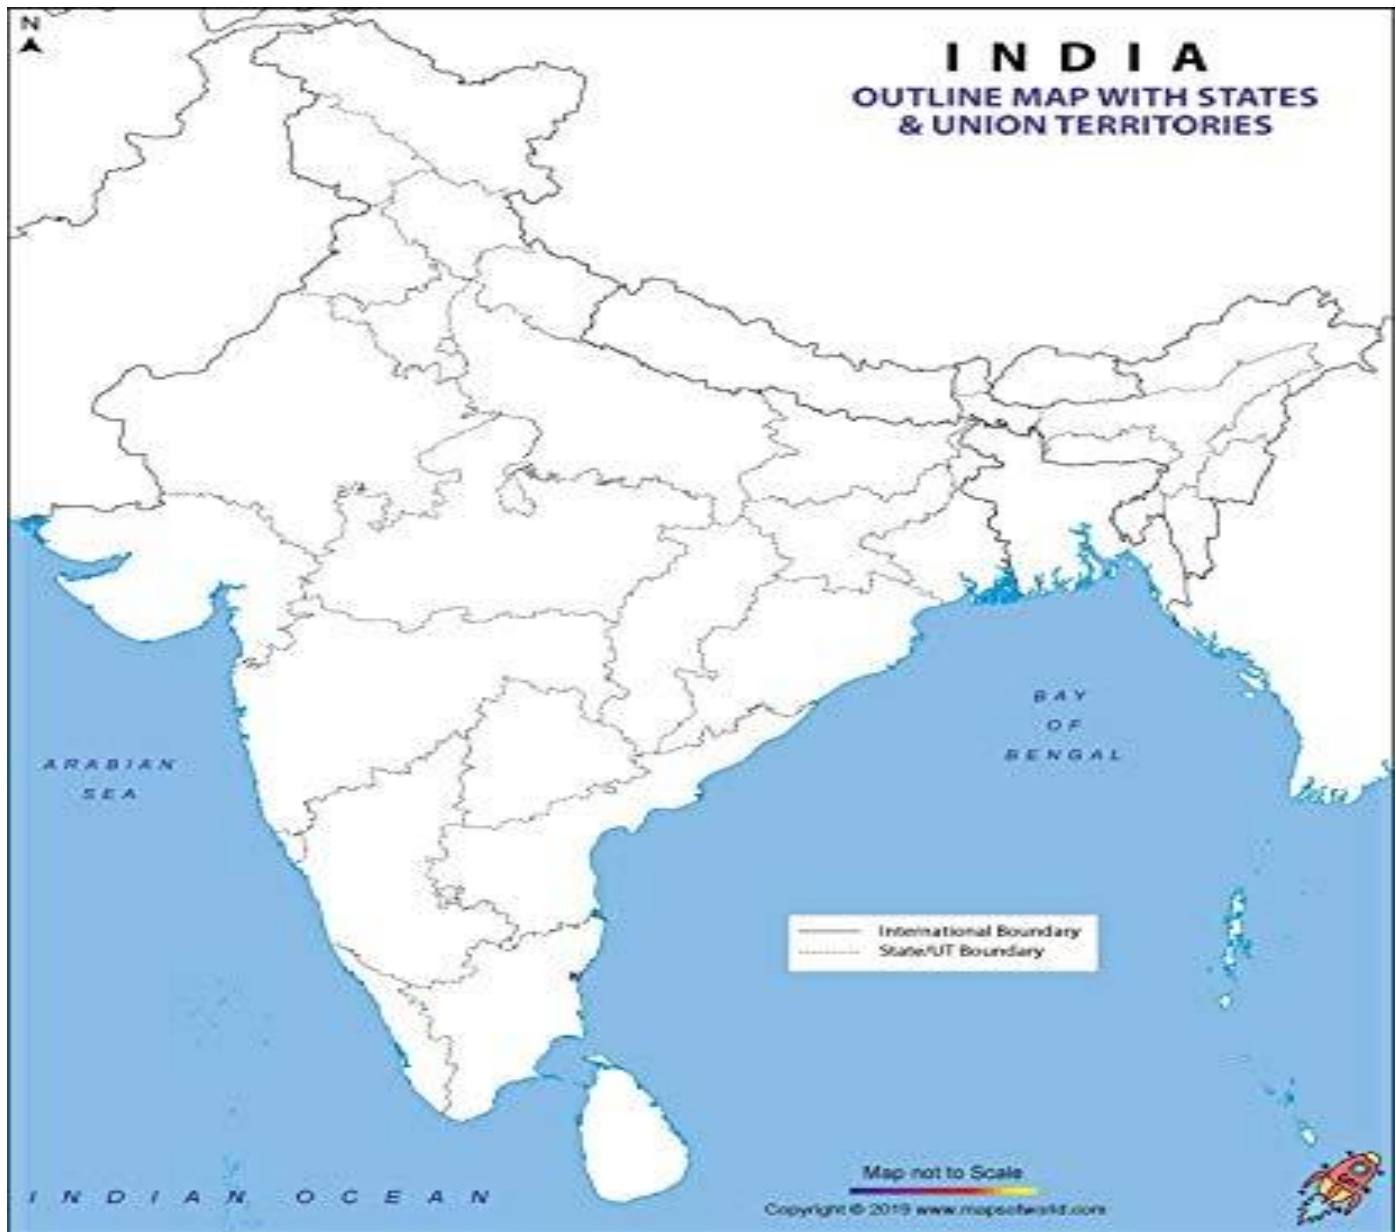 N
INDIA
OUTLINE MAP WITH STATES
& UNION TERRITORIES
ARABIAN
SEA
BAY
OF
BENGAL
International Boundary
State/UT Boundary
INDIAN OCEAN
Map not to Scale
Copyright © 2019 www.mapsofworld.com